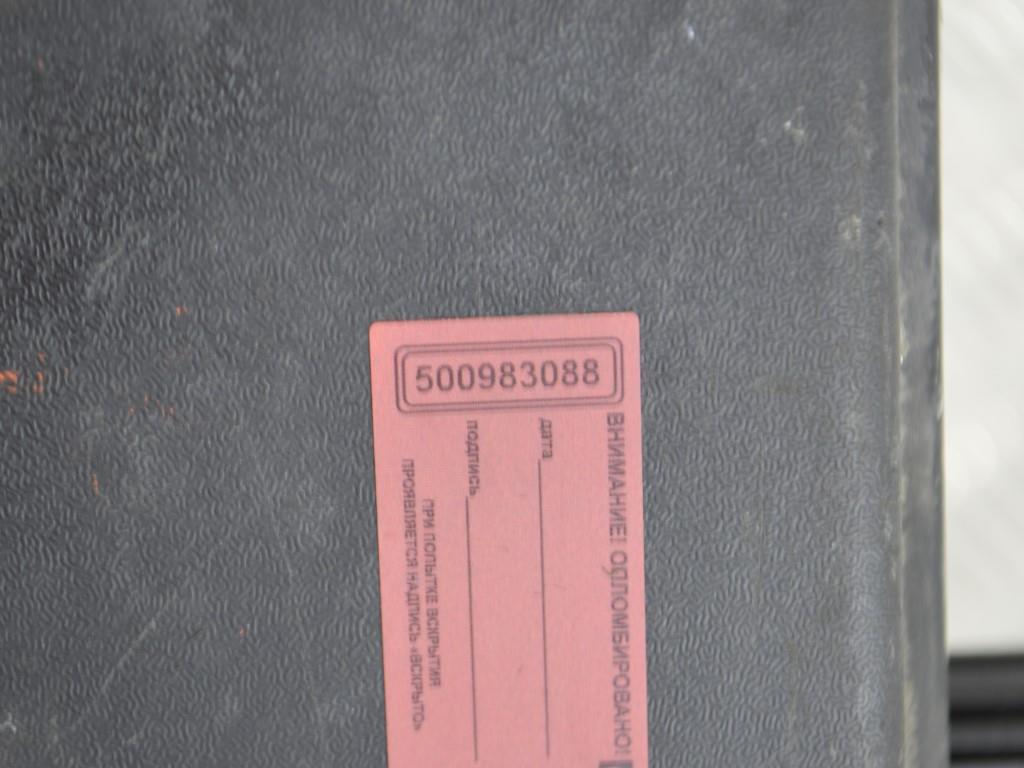 500983088
ВНИМАНИЕ! ОПЛОМБИРОВАНО!
дата
подпись
ПРИ ПОПЫТКЕ ВСКРЫТИЯ
ПРОЯВЛЯЕТСЯ НАДПИСЬ «ВСКРЫТО»